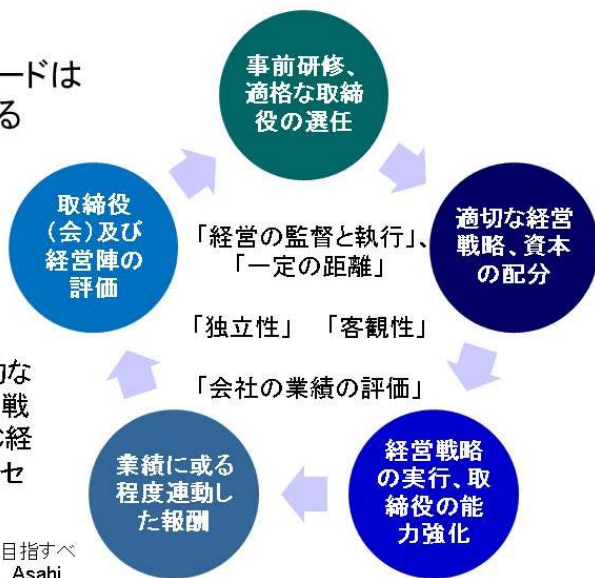 ードは
る
事前研修、
適格な取締
役の選任
適切な経営
戦略、資本
の配分
経営戦略
の実行、取
締役の能
力強化
業績に或る
程度連動し
た報酬
取締役
(会)及び
経営陣の
評価
「経営の監督と執行」、
「一定の距離」
「独立性」 「客観性」
「会社の業績の評価」
的な
戦
経
セ
目指すべ
Asahi